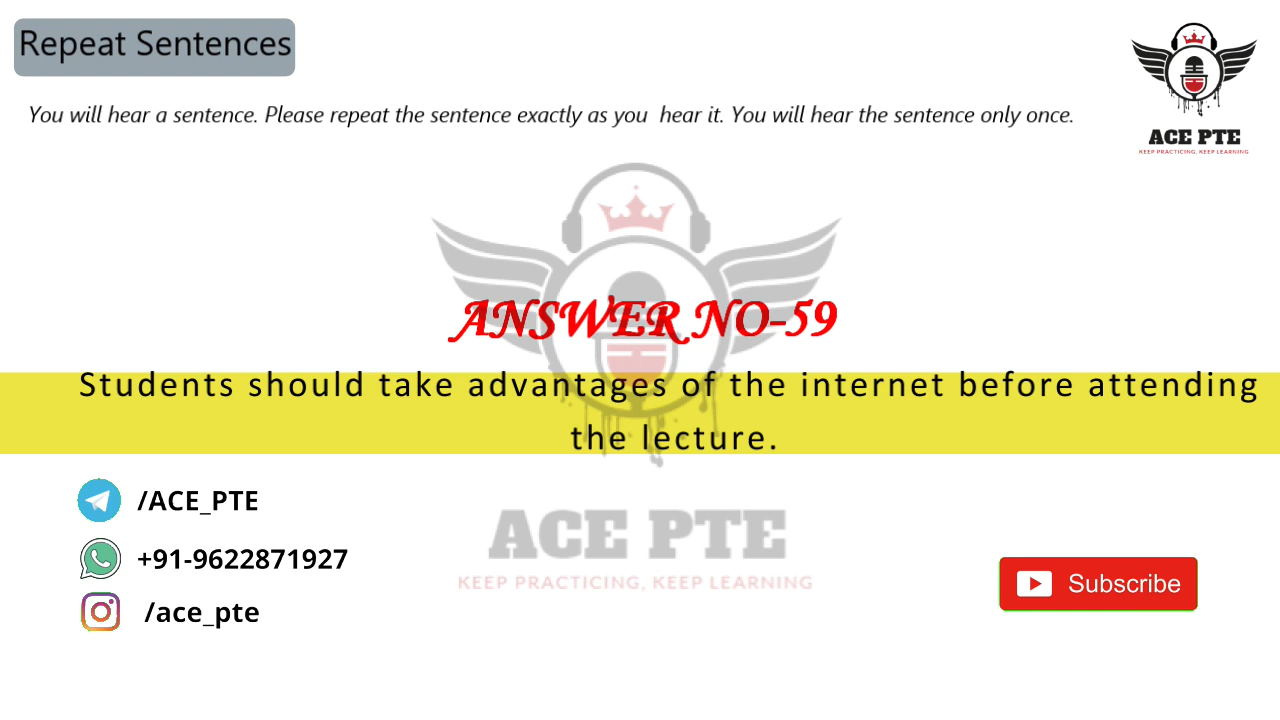 Repeat Sentences
You will hear a sentence. Please repeat the sentence exactly as you  hear it. You will hear the sentence only once.
ACE PTE
KEEP PRACTICING, KEEP LEARNING
ANSWER NO-59
Students should take advantages of the internet before attending
the lecture.
/ACE_PTE
+91-9622871927
/ace_pte
ACE PTE
KEEP PRACTICING, KEEP LEARNING
Subscribe